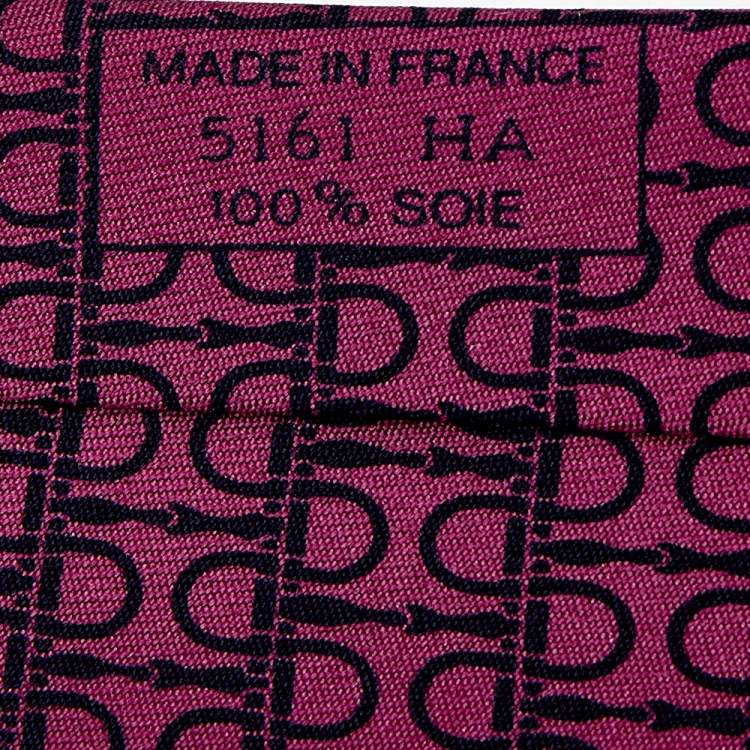 MADE IN FRANCE
5161 HA
100% SOIE